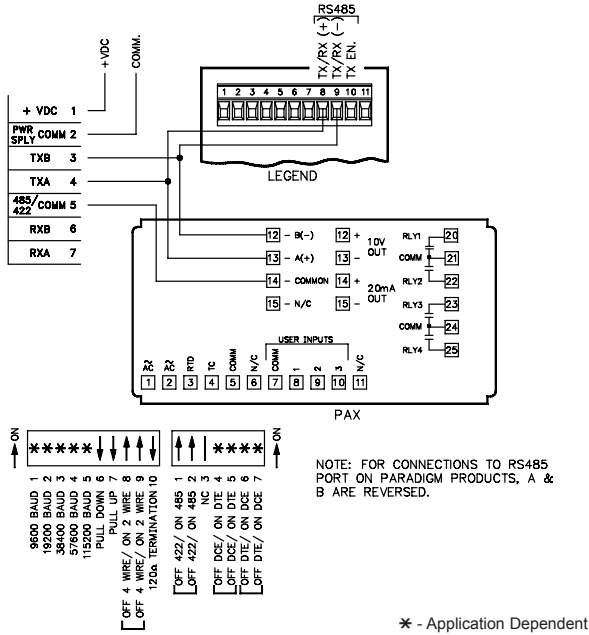 RS485
TX/RX (+)
TX/RX (-)
TX EN.
+VDC
COMM.
1 2 3 4 5 6 7 8 9 10 11
LEGEND
+ VDC 1
PWR SPLY COMM 2
TXB 3
TXA 4
485/422 COMM 5
RXB 6
RXA 7
12 - B(-)
13 - A(+)
14 - COMMON
15 - N/C
12 +
13 -
10V OUT
14 +
15 -
20mA OUT
RLY1 20
COMM 21
RLY2 22
RLY3 23
COMM 24
RLY4 25
USER INPUTS
AC AC RTD TC COMM N/C COMM 1 2 3 N/C
1 2 3 4 5 6 7 8 9 10 11
PAX
ON
* * * * *
9600 BAUD 1
19200 BAUD 2
38400 BAUD 3
57600 BAUD 4
115200 BAUD 5
PULL DOWN 6
PULL UP 7
OFF 4 WIRE/ ON 2 WIRE 8
OFF 4 WIRE/ ON 2 WIRE 9
120Ω TERMINATION 10
ON
* * * *
OFF 422/ ON 485 1
OFF 422/ ON 485 2
NC 3
OFF DCE/ ON DTE 4
OFF DCE/ ON DTE 5
OFF DTE/ ON DCE 6
OFF DTE/ ON DCE 7
NOTE: FOR CONNECTIONS TO RS485
PORT ON PARADIGM PRODUCTS, A &
B ARE REVERSED.
* - Application Dependent